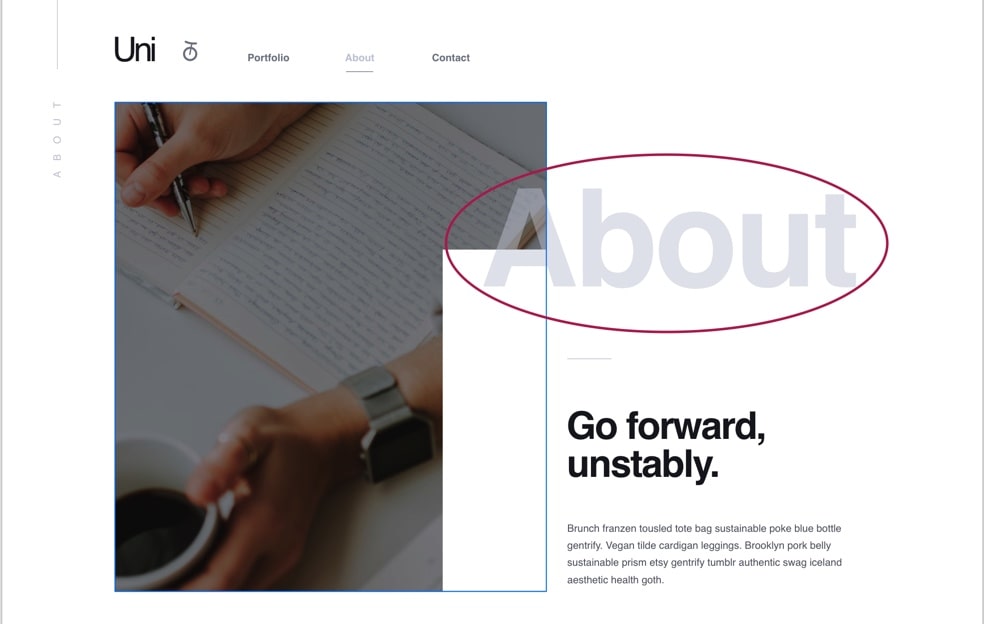 Uni
Portfolio
About
Contact
ABOUT
About
Go forward,
unstably.
Brunch franzen tousled tote bag sustainable poke blue bottle
gentrify. Vegan tilde cardigan leggings. Brooklyn pork belly
sustainable prism etsy gentrify tumblr authentic swag iceland
aesthetic health goth.